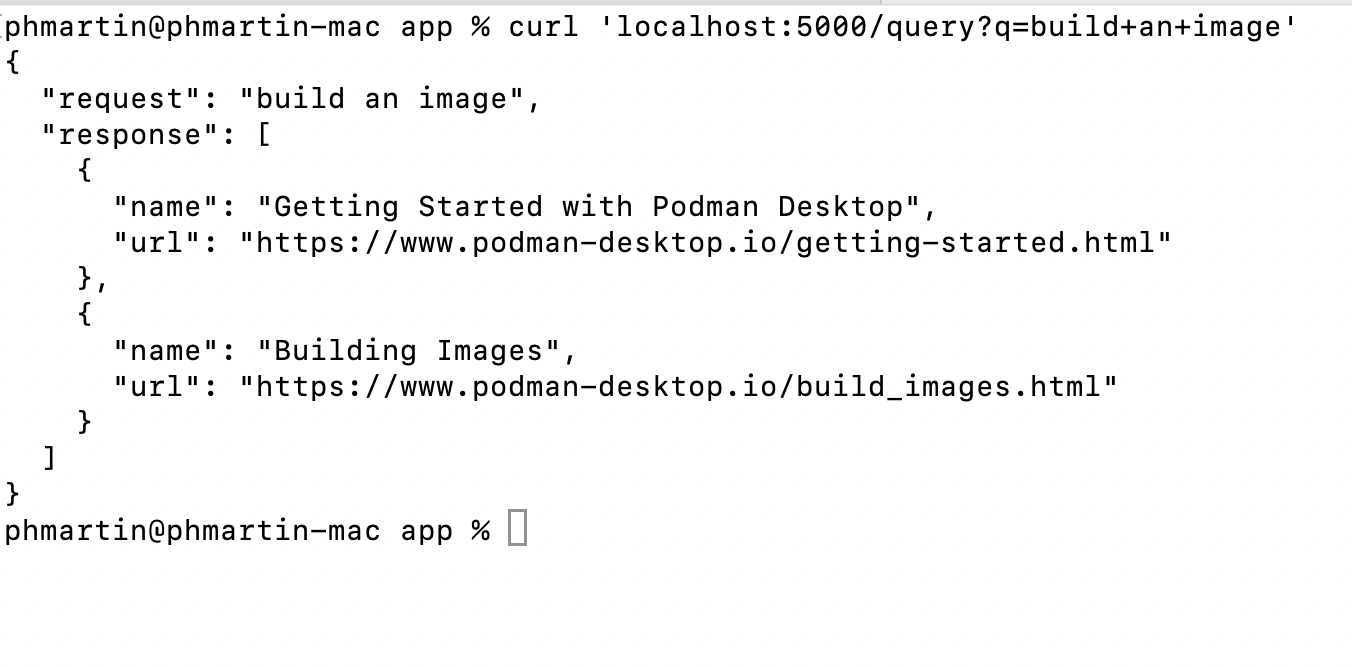 phmartin@phmartin-mac app % curl 'localhost:5000/query?q=build+an+image'
{
  "request": "build an image",
  "response": [
    {
      "name": "Getting Started with Podman Desktop",
      "url": "https://www.podman-desktop.io/getting-started.html"
    },
    {
      "name": "Building Images",
      "url": "https://www.podman-desktop.io/build_images.html"
    }
  ]
}
phmartin@phmartin-mac app %